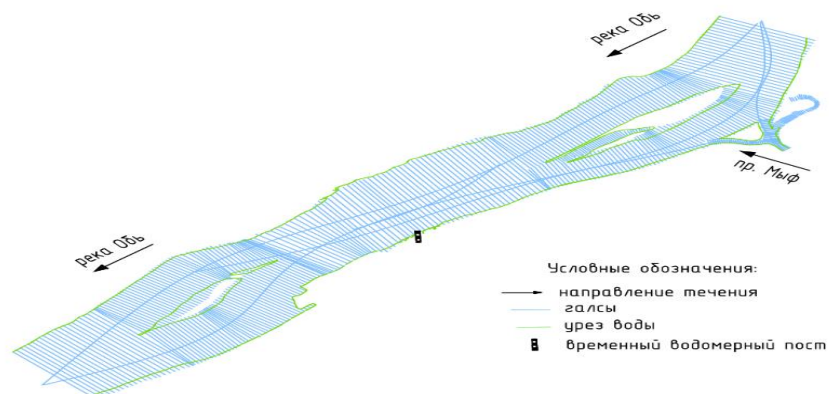 река Обь
пр. Мыф
река Обь
Условные обозначения:
направление течения
галсы
урез воды
временный водомерный пост